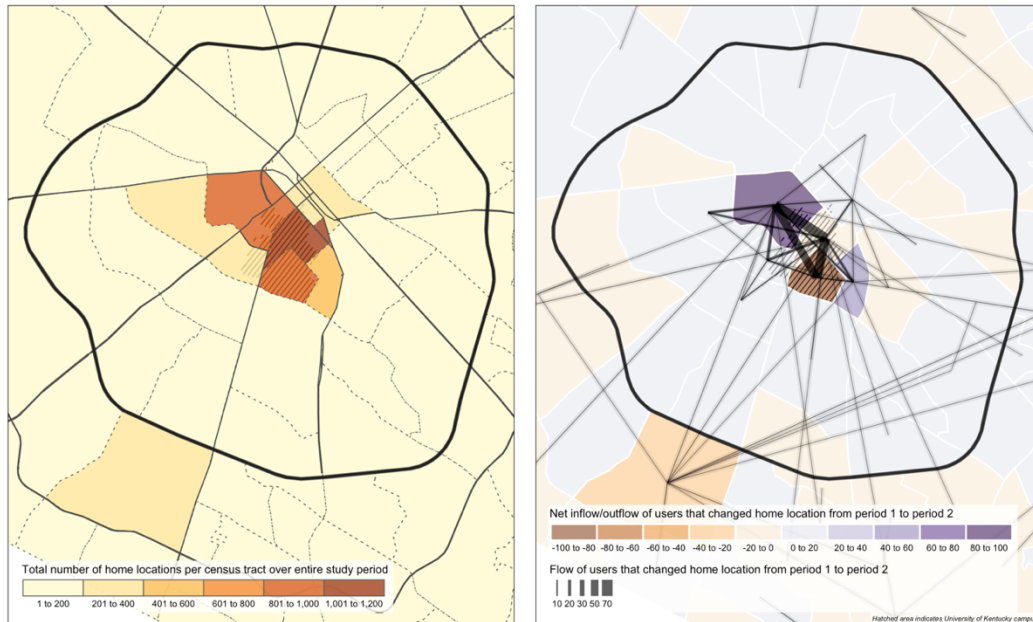 Total number of home locations per census tract over entire study period
1 to 200 201 to 400 401 to 600 601 to 800 801 to 1,000 1,001 to 1,200
Net inflow/outflow of users that changed home location from period 1 to period 2
-100 to -80 -80 to -60 -60 to -40 -40 to -20 -20 to 0 0 to 20 20 to 40 40 to 60 60 to 80 80 to 100
Flow of users that changed home location from period 1 to period 2
10 20 30 50 70
Hatched area indicates University of Kentucky camp